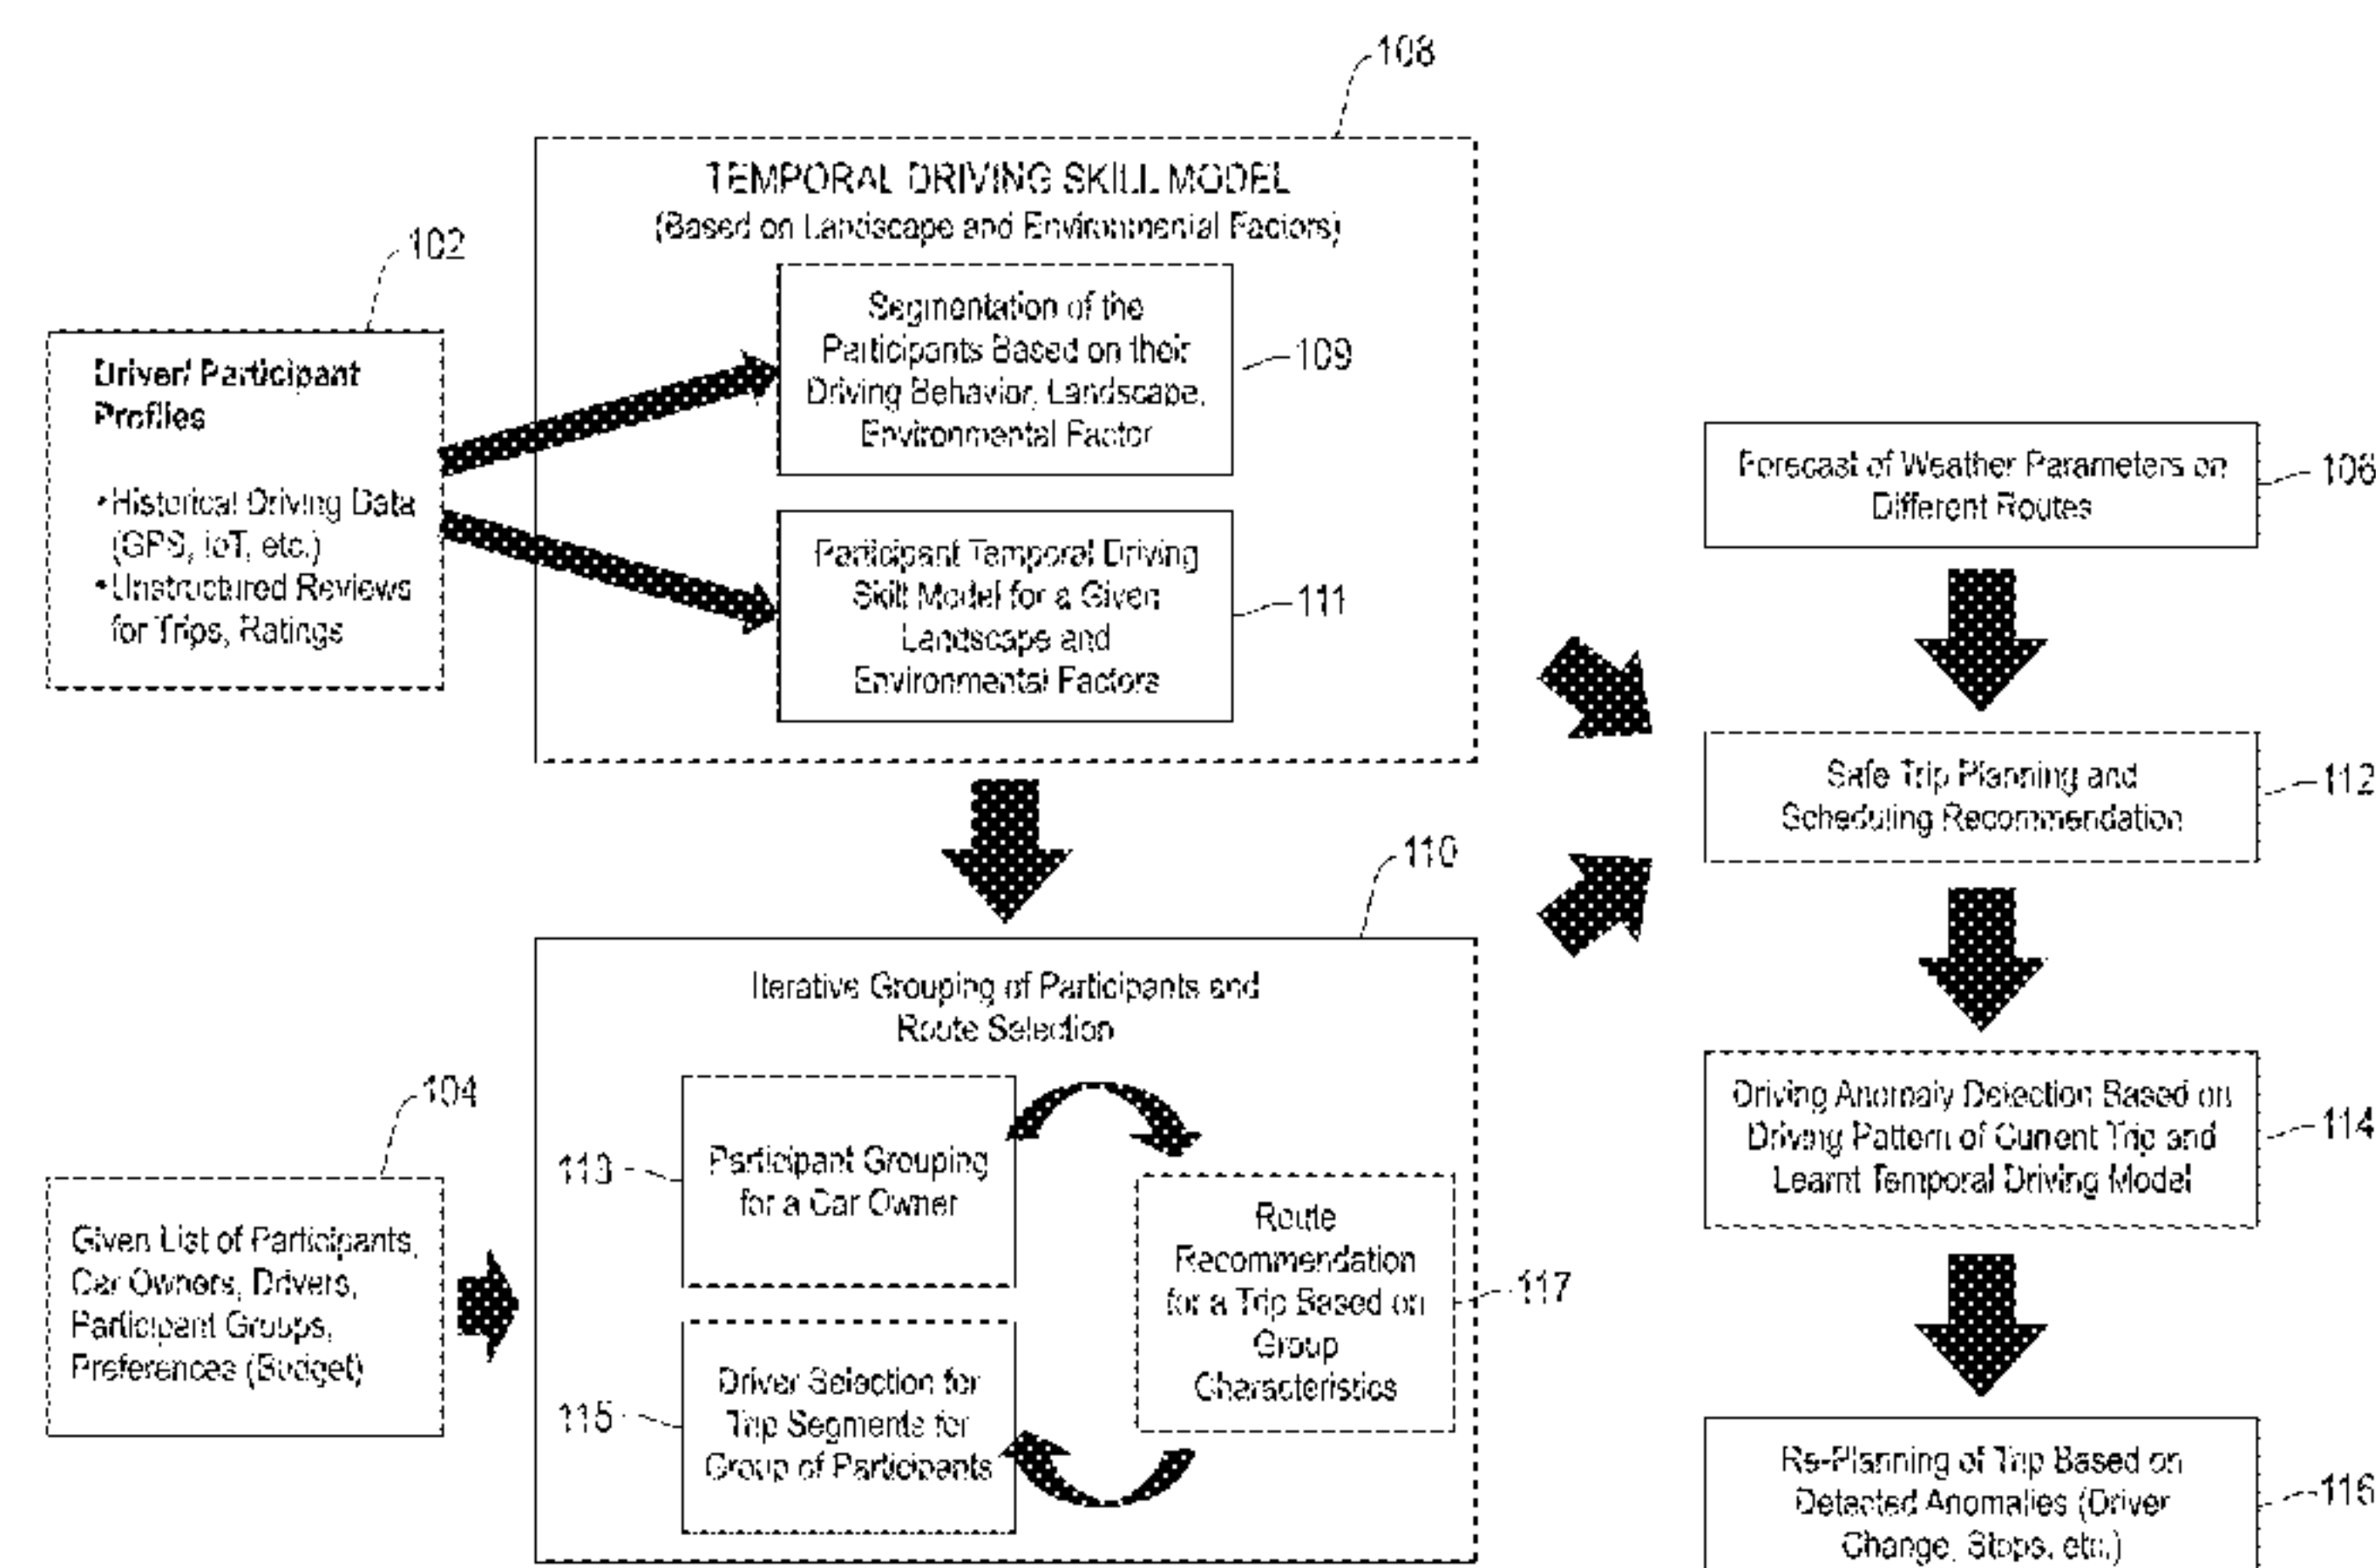 108
TEMPORAL DRIVING SKILL MODEL
(Based on Landscape and Environmental Factors)
102
Segmentation of the
Participants Based on their
Driving Behavior, Landscape,
Environmental Factor
109
Driver/ Participant
Profiles
•Historical Driving Data
(GPS, IoT, etc.)
•Unstructured Reviews
for Trips, Ratings
Participant Temporal Driving
Skill Model for a Given
Landscape and
Environmental Factors
111
Forecast of Weather Parameters on
Different Routes
106
Safe Trip Planning and
Scheduling Recommendation
112
110
Iterative Grouping of Participants and
Route Selection
104
Given List of Participants,
Car Owners, Drivers,
Participant Groups,
Preferences (Budget)
113
Participant Grouping
for a Car Owner
Route
Recommendation
for a Trip Based on
Group
Characteristics
117
115
Driver Selection for
Trip Segments for
Group of Participants
Driving Anomaly Detection Based on
Driving Pattern of Current Trip and
Learnt Temporal Driving Model
114
Re-Planning of Trip Based on
Detected Anomalies (Driver
Change, Stops, etc.)
116